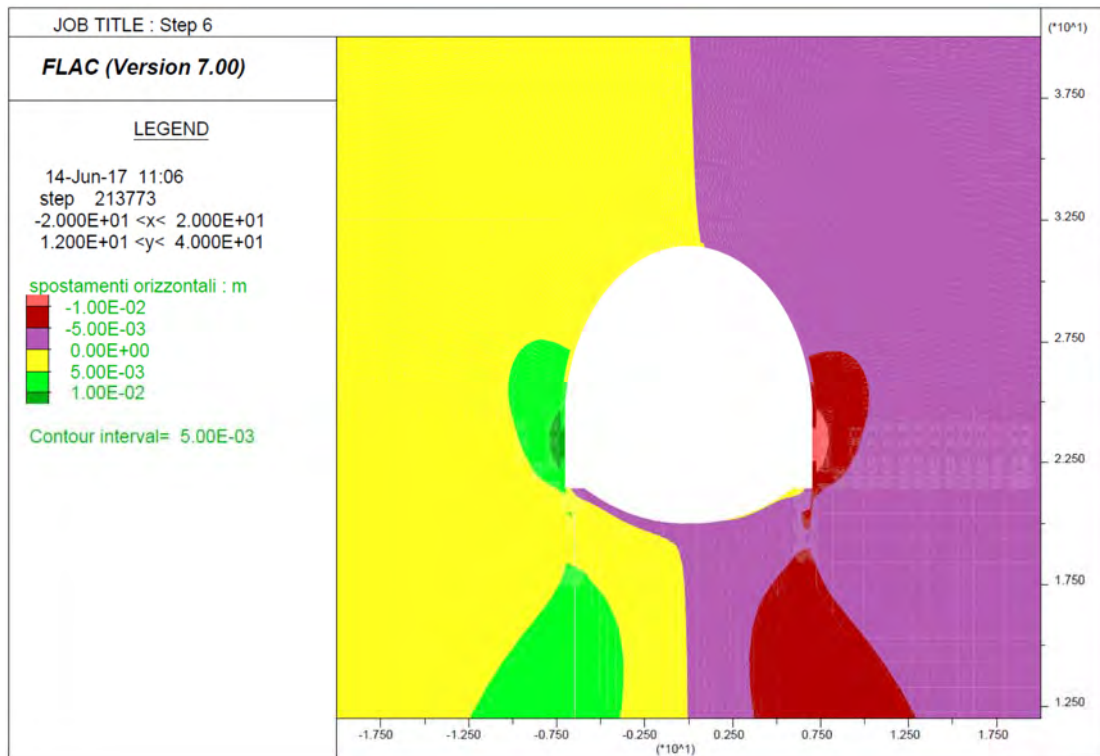 JOB TITLE : Step 6
FLAC (Version 7.00)
LEGEND
14-Jun-17 11:06
step 213773
-2.000E+01 <x< 2.000E+01
1.200E+01 <y< 4.000E+01
spostamenti orizzontali : m
-1.00E-02
-5.00E-03
0.00E+00
5.00E-03
1.00E-02
Contour interval= 5.00E-03
(*10^1)
3.750
3.250
2.750
2.250
1.750
1.250
-1.750 -1.250 -0.750 -0.250 0.250 0.750 1.250 1.750
(*10^1)